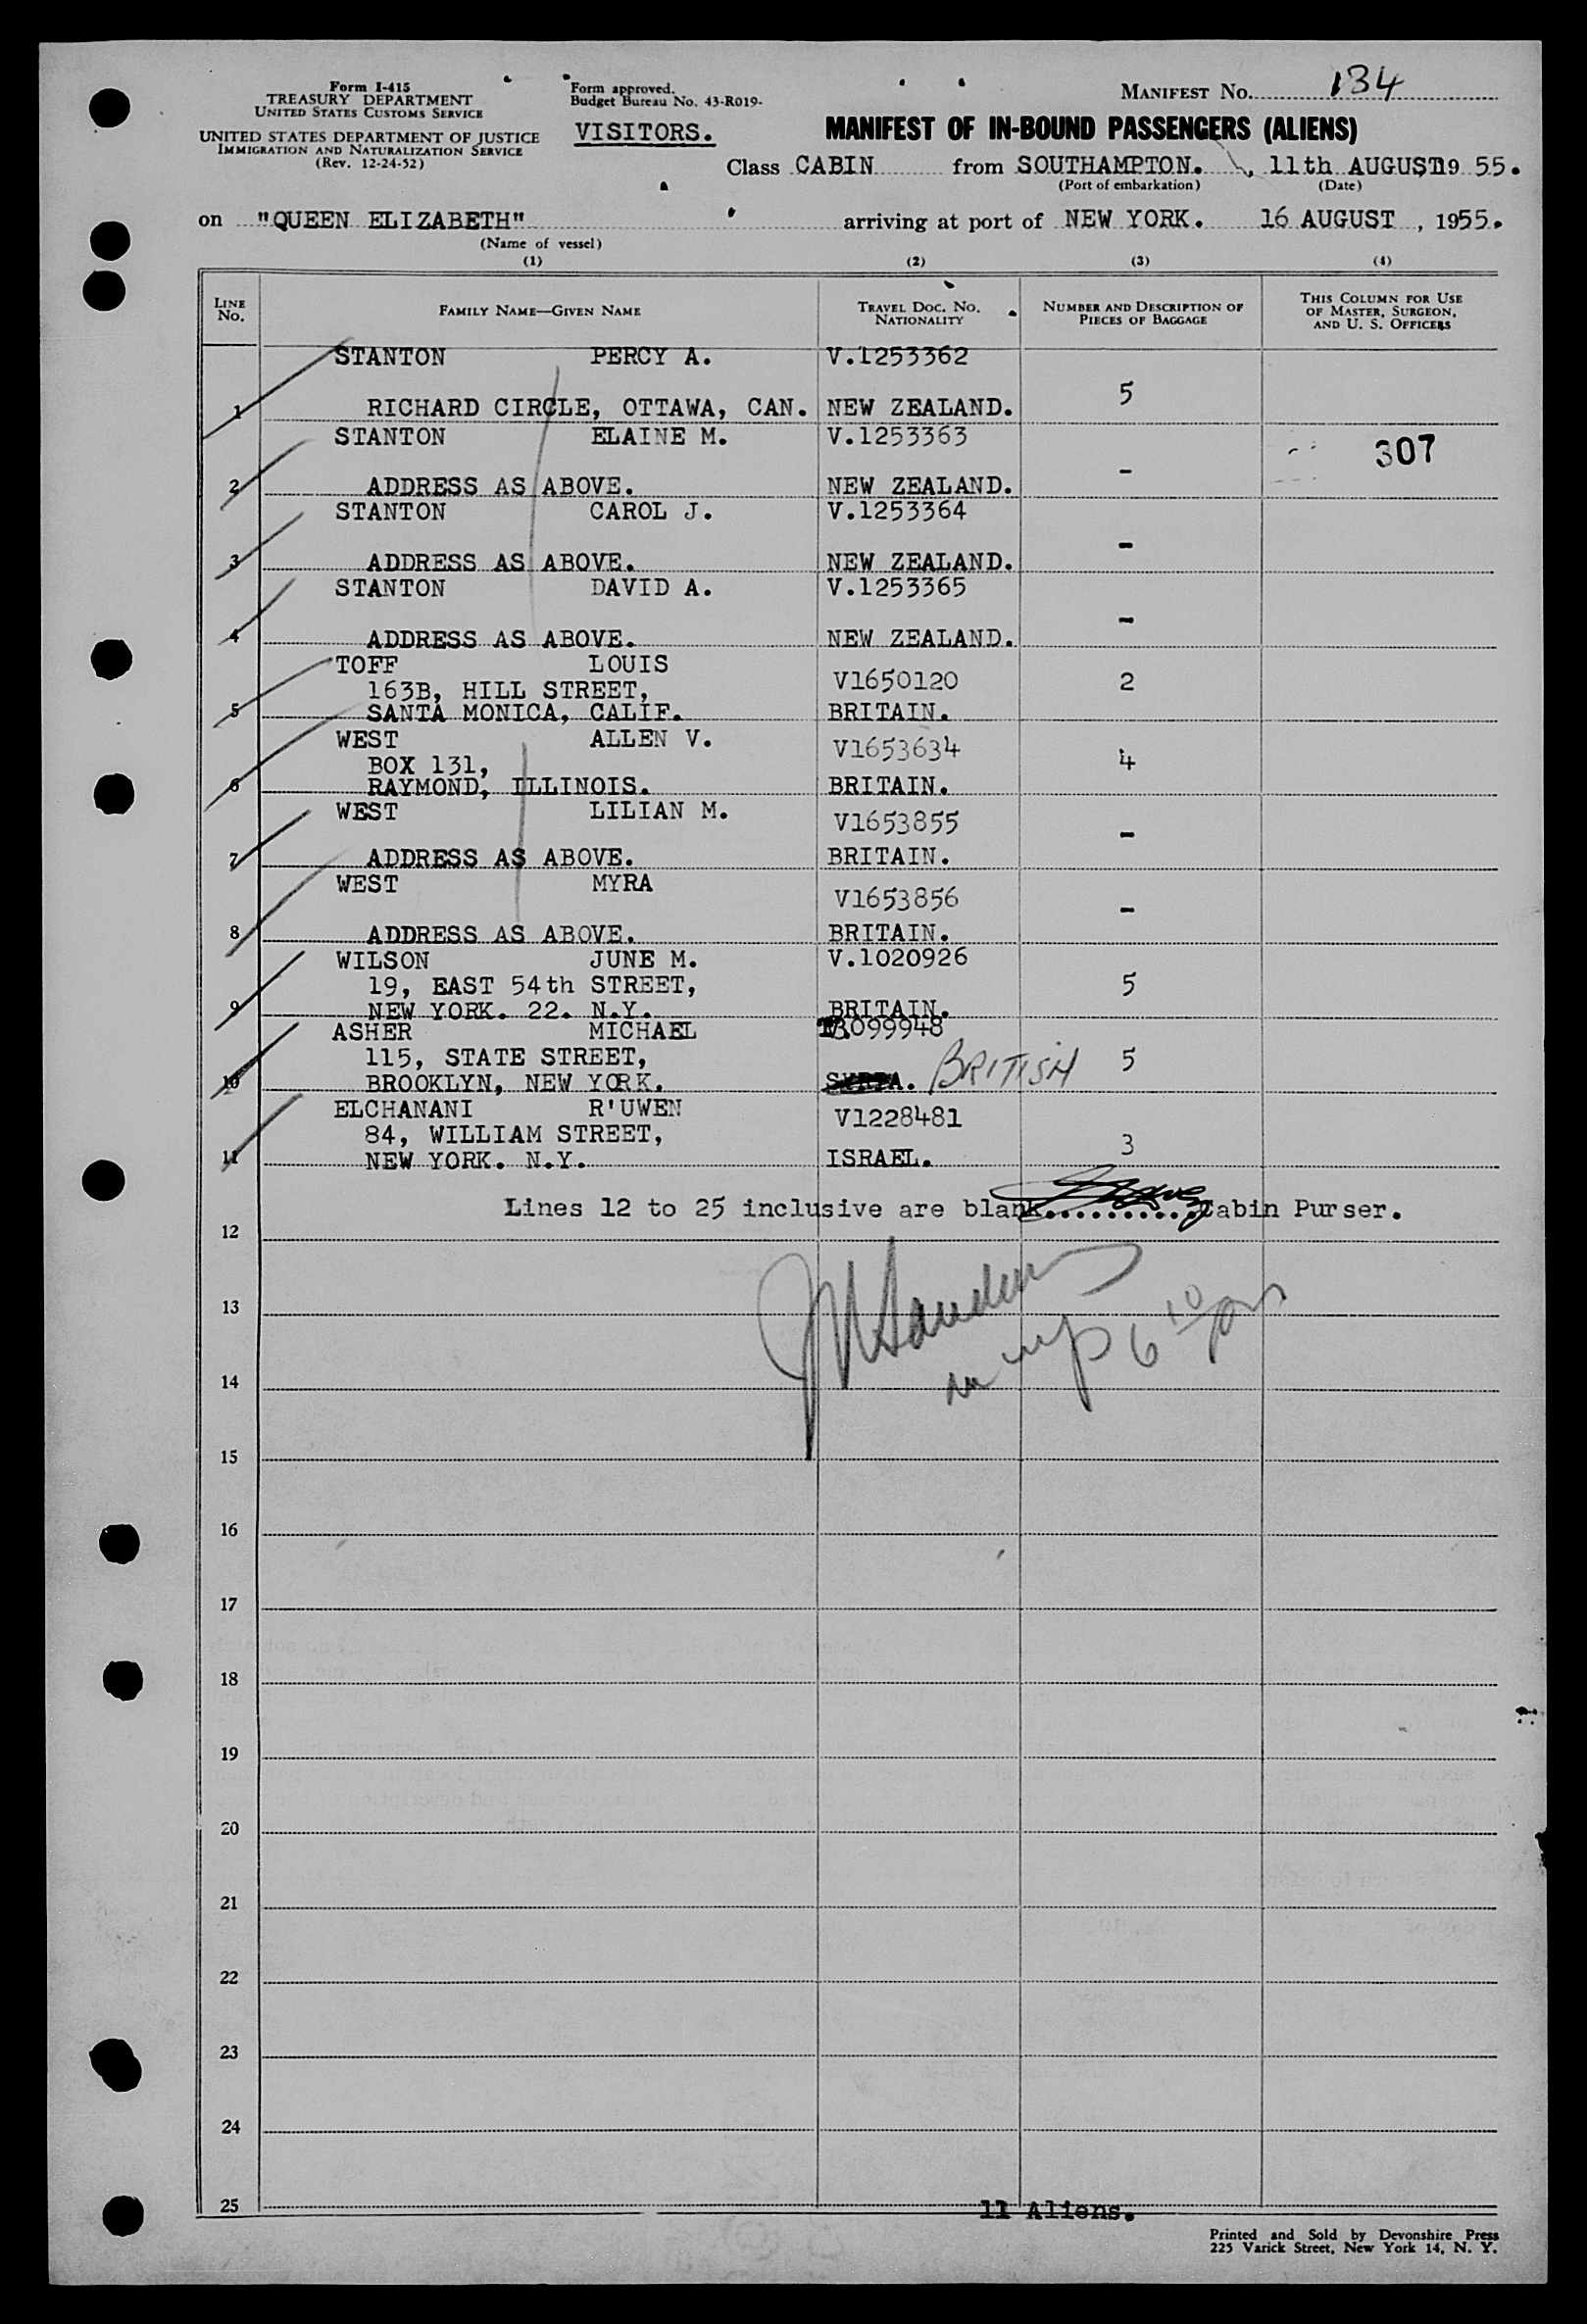 Form I-415
TREASURY DEPARTMENT
UNITED STATES CUSTOMS SERVICE
UNITED STATES DEPARTMENT OF JUSTICE
IMMIGRATION AND NATURALIZATION SERVICE
(Rev. 12-24-52)
Form approved.
Budget Bureau No. 43-R019-
VISITORS.
MANIFEST NO. 134
MANIFEST OF IN-BOUND PASSENGERS (ALIENS)
Class CABIN from SOUTHAMPTON. , 11th AUGUST 19 55.
(Port of embarkation) (Date)
on "QUEEN ELIZABETH" arriving at port of NEW YORK. 16 AUGUST , 1955.
(Name of vessel)
(1) (2) (3) (4)
LINE NO. FAMILY NAME—GIVEN NAME TRAVEL DOC. NO. NATIONALITY NUMBER AND DESCRIPTION OF PIECES OF BAGGAGE THIS COLUMN FOR USE OF MASTER, SURGEON, AND U. S. OFFICERS
STANTON PERCY A. V.1253362
1 RICHARD CIRCLE, OTTAWA, CAN. NEW ZEALAND. 5
STANTON ELAINE M. V.1253363 307
2 ADDRESS AS ABOVE. NEW ZEALAND. -
STANTON CAROL J. V.1253364
3 ADDRESS AS ABOVE. NEW ZEALAND. -
STANTON DAVID A. V.1253365
4 ADDRESS AS ABOVE. NEW ZEALAND. -
TOFF LOUIS
163B, HILL STREET, V1650120 2
5 SANTA MONICA, CALIF. BRITAIN.
WEST ALLEN V. V1653634
BOX 131, 4
6 RAYMOND, ILLINOIS. BRITAIN.
WEST LILIAN M. V1653855
7 ADDRESS AS ABOVE. BRITAIN. -
WEST MYRA V1653856
8 ADDRESS AS ABOVE. BRITAIN. -
WILSON JUNE M. V.1020926
19, EAST 54th STREET, 5
9 NEW YORK. 22. N.Y. BRITAIN.
ASHER MICHAEL 099948
115, STATE STREET, 5
10 BROOKLYN, NEW YORK. SYRIA. BRITISH
ELCHANANI R'UWEN V1228481
84, WILLIAM STREET, 3
11 NEW YORK. N.Y. ISRAEL.
Lines 12 to 25 inclusive are blank..........Cabin Purser.
12
13
6 10 pm
14
15
16
17
18
19
20
21
22
23
24
25
11 Aliens.
Printed and Sold by Devonshire Press
225 Varick Street, New York 14, N. Y.